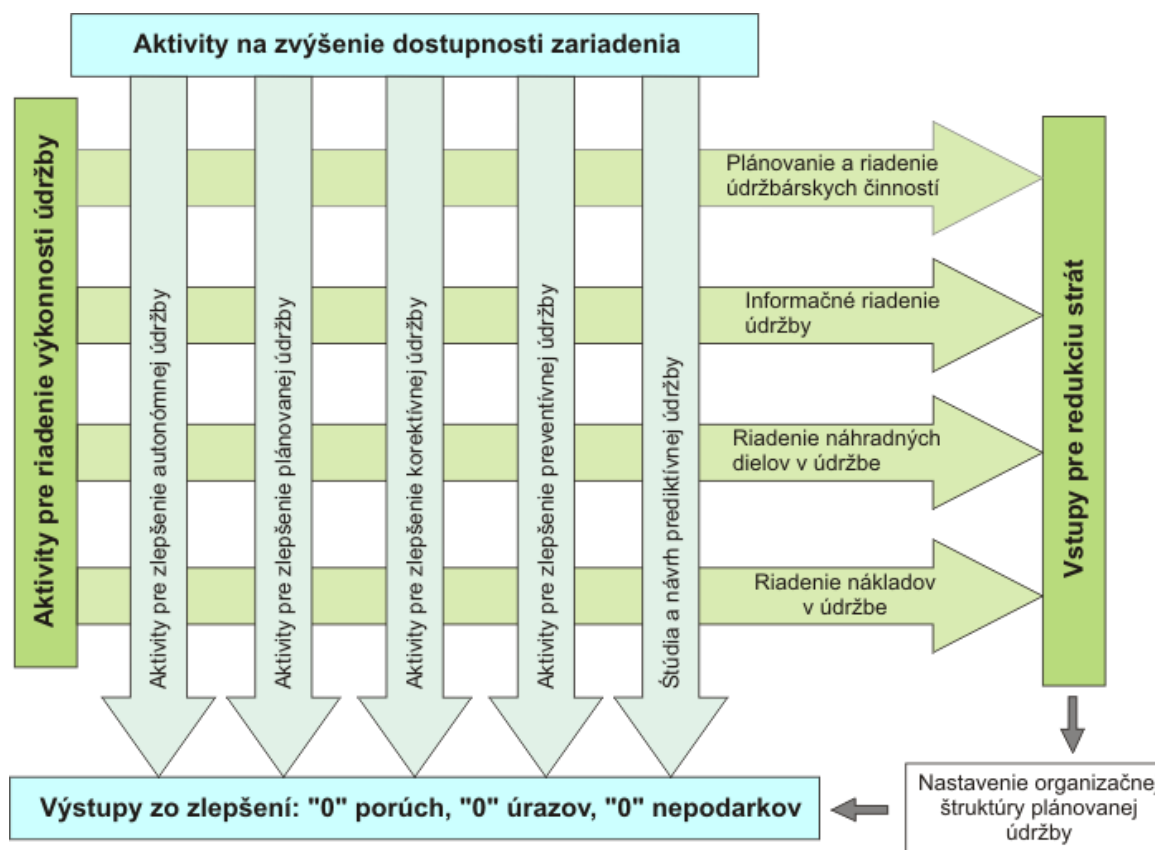 Aktivity na zvýšenie dostupnosti zariadenia
Aktivity pre riadenie výkonnosti údržby
Plánovanie a riadenie
údržbárskych činností
Informačné riadenie
údržby
Riadenie náhradných
dielov v údržbe
Riadenie nákladov
v údržbe
Aktivity pre zlepšenie autonómnej údržby
Aktivity pre zlepšenie plánovanej údržby
Aktivity pre zlepšenie korektívnej údržby
Aktivity pre zlepšenie preventívnej údržby
Štúdia a návrh prediktívnej údržby
Vstupy pre redukciu strát
Výstupy zo zlepšení: "0" porúch, "0" úrazov, "0" nepodarkov
Nastavenie organizačnej
štruktúry plánovanej
údržby